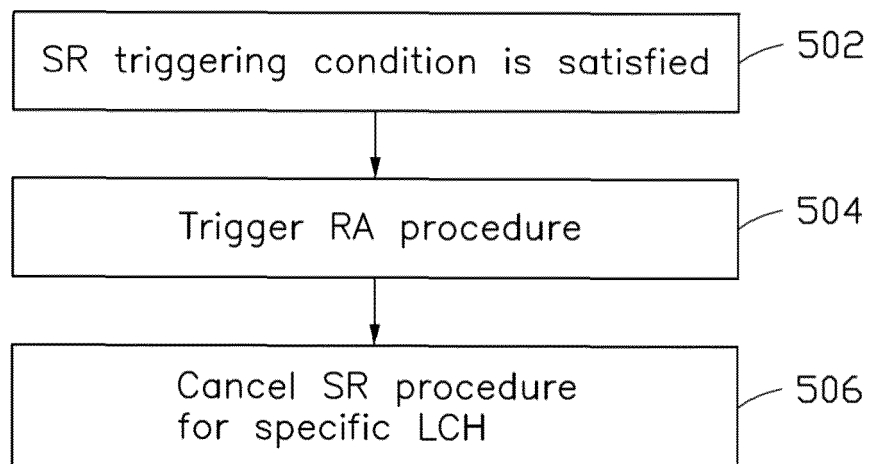 SR triggering condition is satisfied
502
Trigger RA procedure
504
Cancel SR procedure
for specific LCH
506